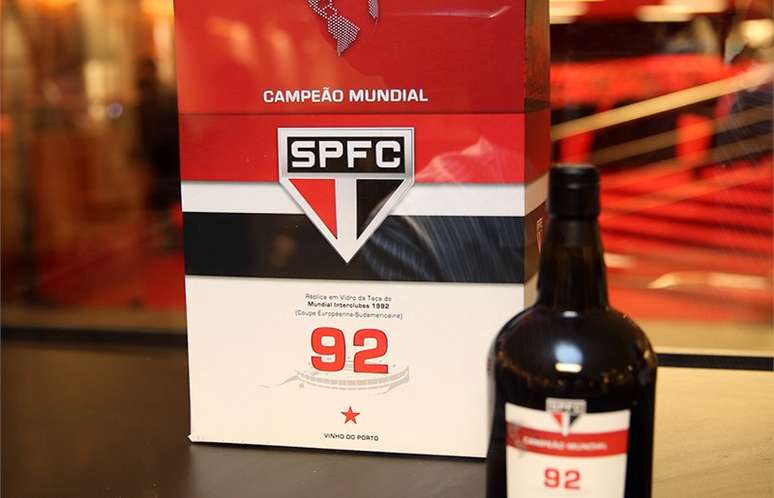 CAMPEÃO MUNDIAL
SPFC
Réplica em Vidro da Taça do
Mundial Interclubes 1992
(Coupe Européenne-Sudamericaine)
92
VINHO DO PORTO
SPFC
CAMPEÃO MUNDIAL
92